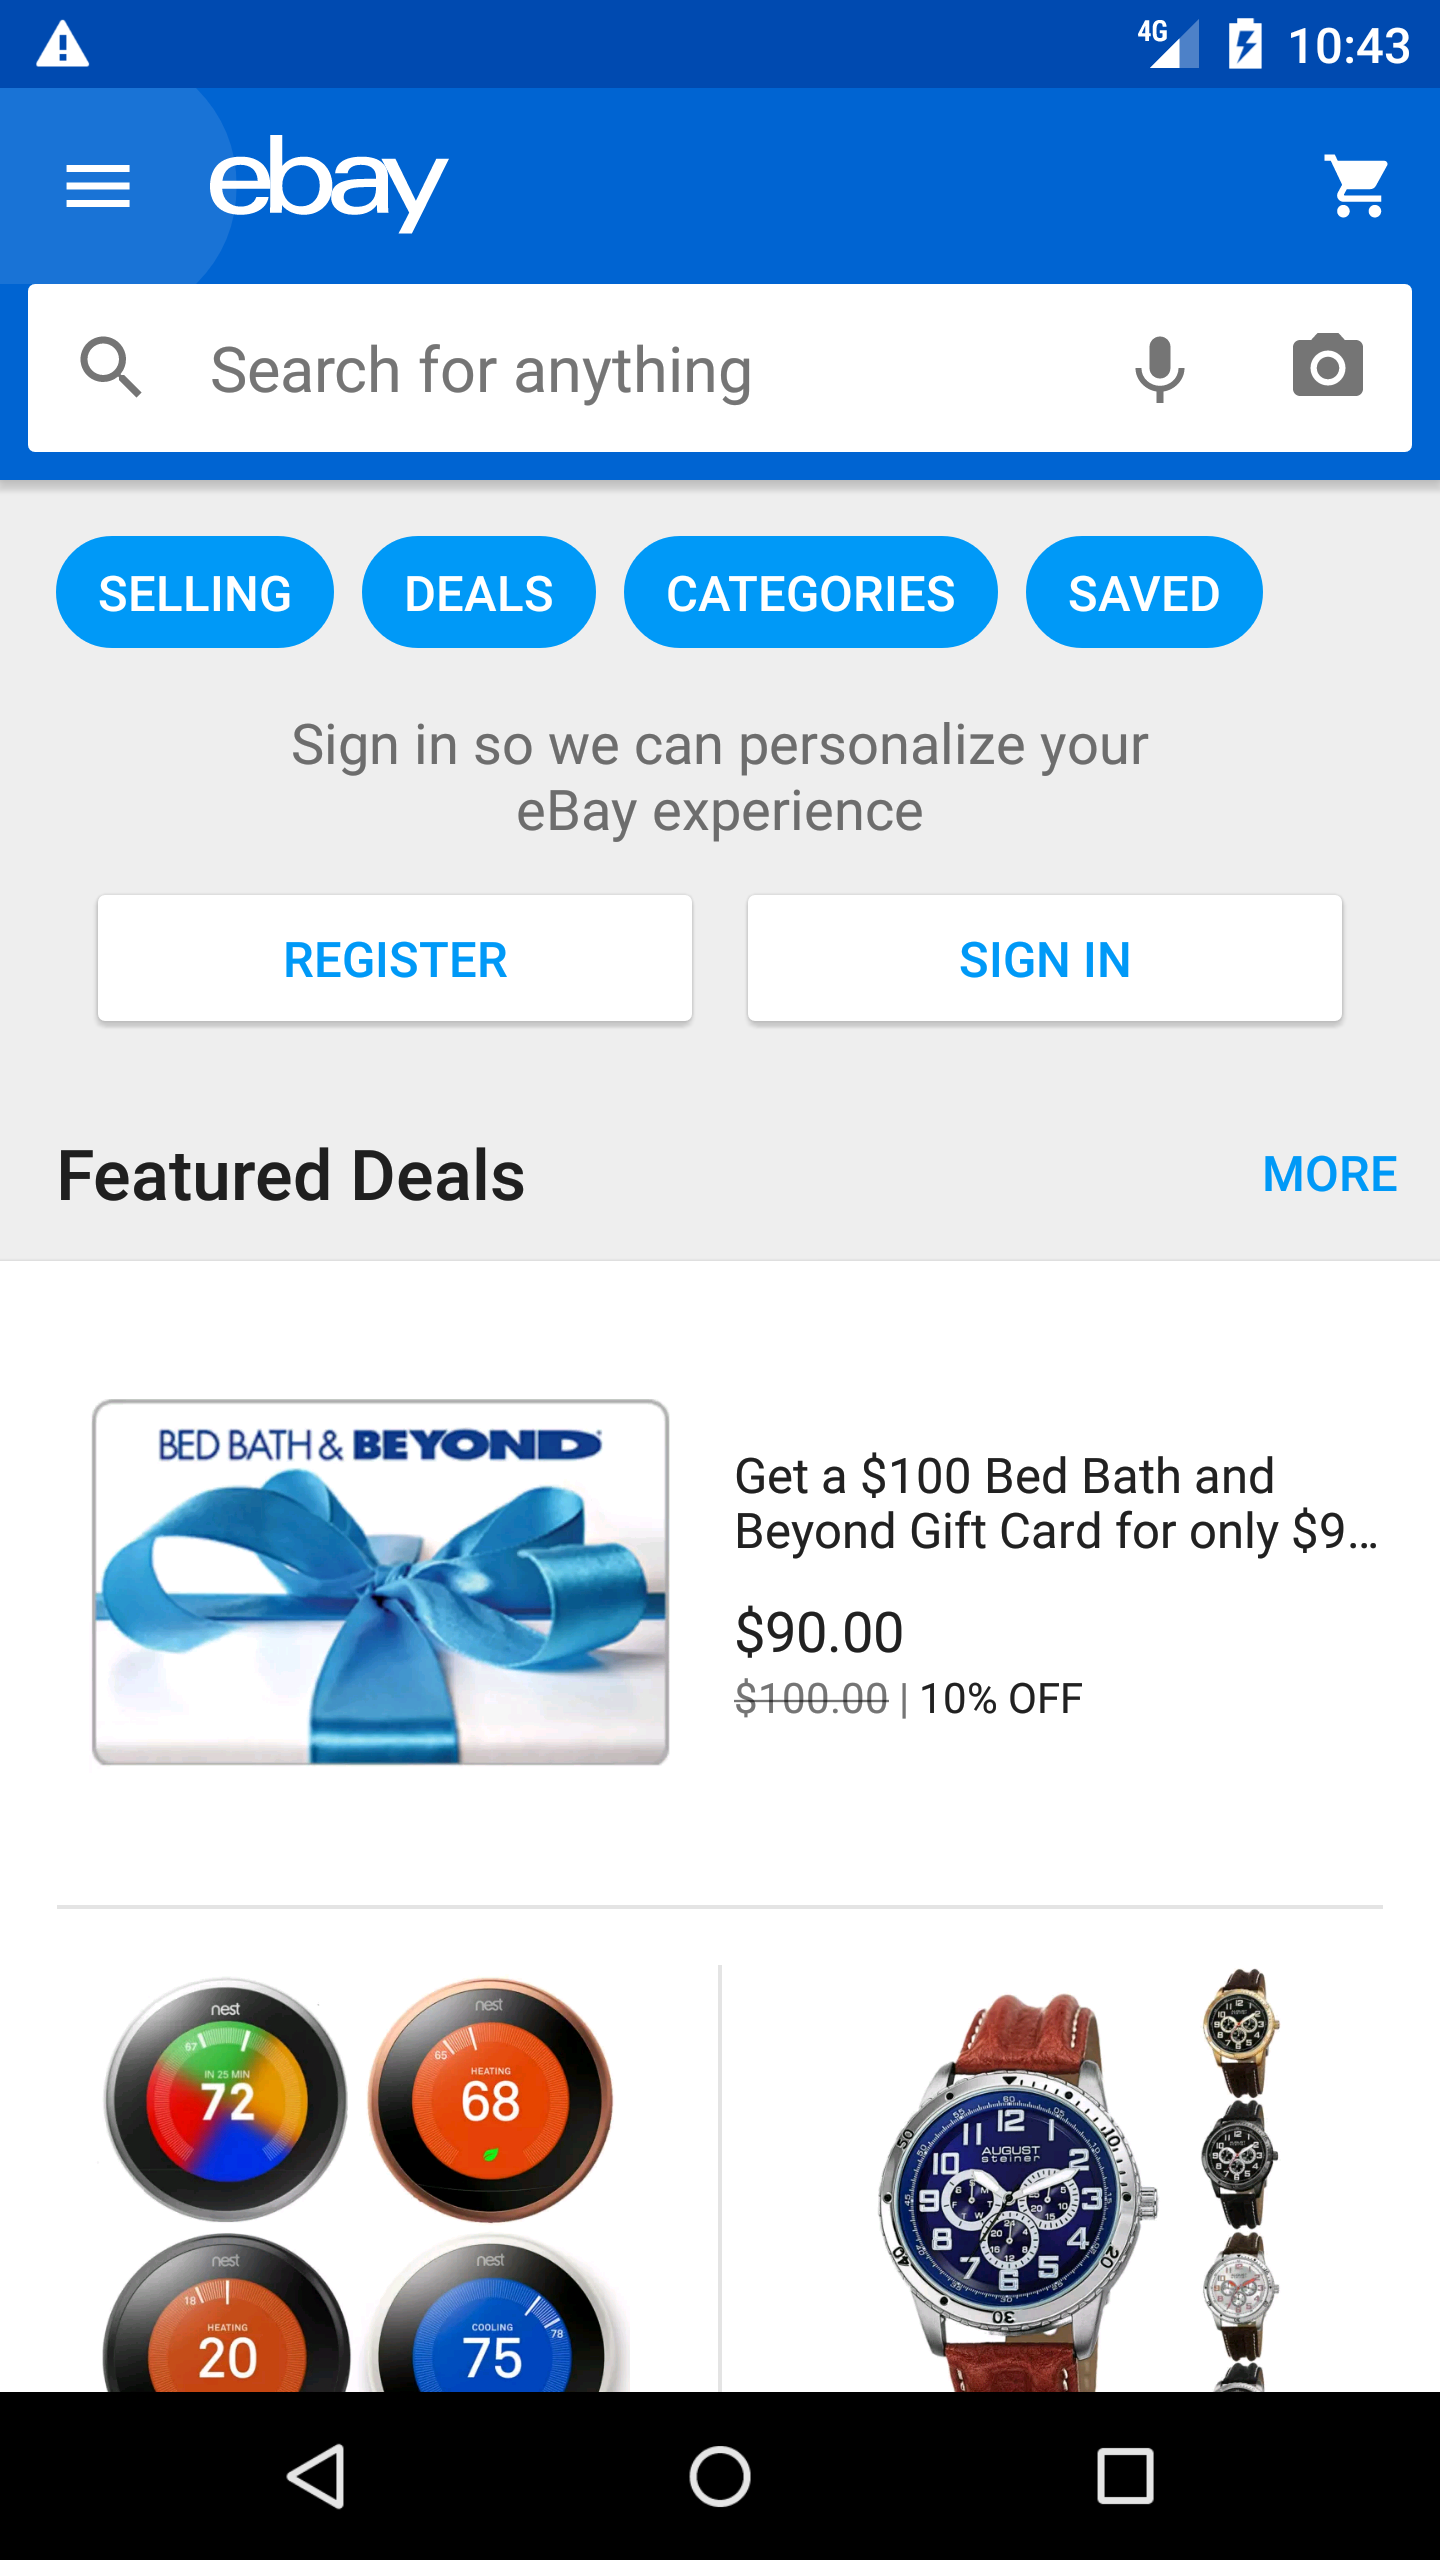 4G 10:43
ebay
Search for anything
SELLING DEALS CATEGORIES SAVED
Sign in so we can personalize your
eBay experience
REGISTER SIGN IN
Featured Deals MORE
BED BATH & BEYOND
Get a $100 Bed Bath and
Beyond Gift Card for only $9...
$90.00
$100.00 | 10% OFF
nest
67
IN 25 MIN
72
nest
65
HEATING
68
nest
18
HEATING
20
nest
COOLING
78
75
AUGUST
steiner